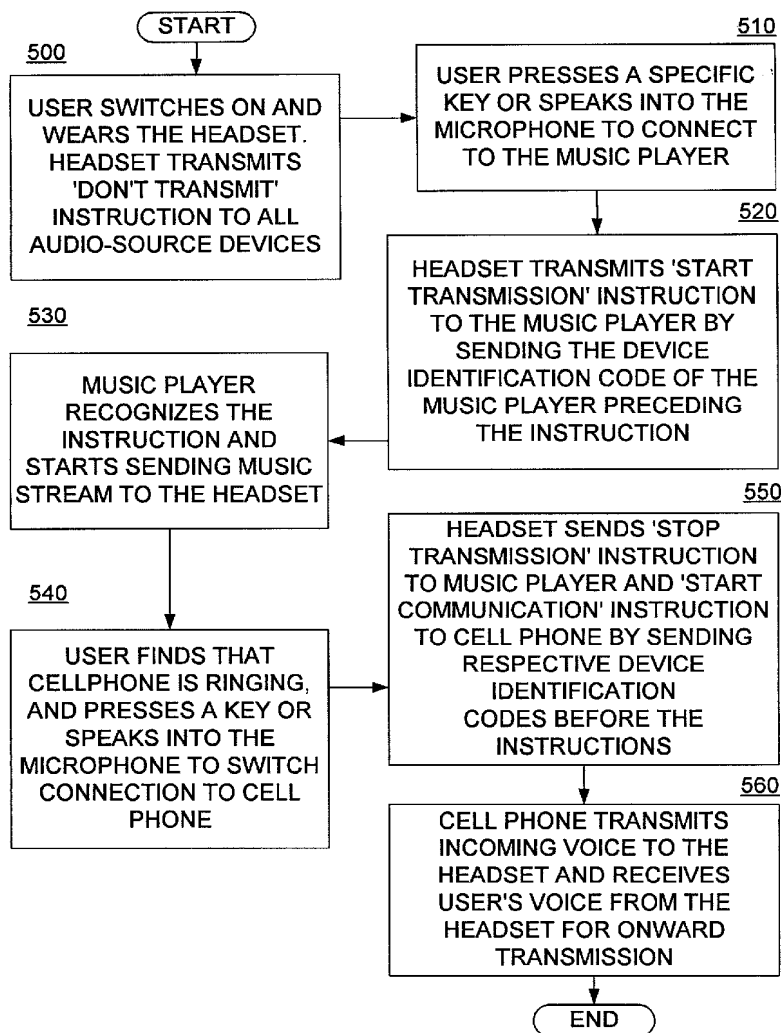 START
500
USER SWITCHES ON AND
WEARS THE HEADSET.
HEADSET TRANSMITS
'DON'T TRANSMIT'
INSTRUCTION TO ALL
AUDIO-SOURCE DEVICES
510
USER PRESSES A SPECIFIC
KEY OR SPEAKS INTO THE
MICROPHONE TO CONNECT
TO THE MUSIC PLAYER
520
HEADSET TRANSMITS 'START
TRANSMISSION' INSTRUCTION
TO THE MUSIC PLAYER BY
SENDING THE DEVICE
IDENTIFICATION CODE OF THE
MUSIC PLAYER PRECEDING
THE INSTRUCTION
530
MUSIC PLAYER
RECOGNIZES THE
INSTRUCTION AND
STARTS SENDING MUSIC
STREAM TO THE HEADSET
540
USER FINDS THAT
CELLPHONE IS RINGING,
AND PRESSES A KEY OR
SPEAKS INTO THE
MICROPHONE TO SWITCH
CONNECTION TO CELL
PHONE
550
HEADSET SENDS 'STOP
TRANSMISSION' INSTRUCTION
TO MUSIC PLAYER AND 'START
COMMUNICATION' INSTRUCTION
TO CELL PHONE BY SENDING
RESPECTIVE DEVICE
IDENTIFICATION
CODES BEFORE THE
INSTRUCTIONS
560
CELL PHONE TRANSMITS
INCOMING VOICE TO THE
HEADSET AND RECEIVES
USER'S VOICE FROM THE
HEADSET FOR ONWARD
TRANSMISSION
END